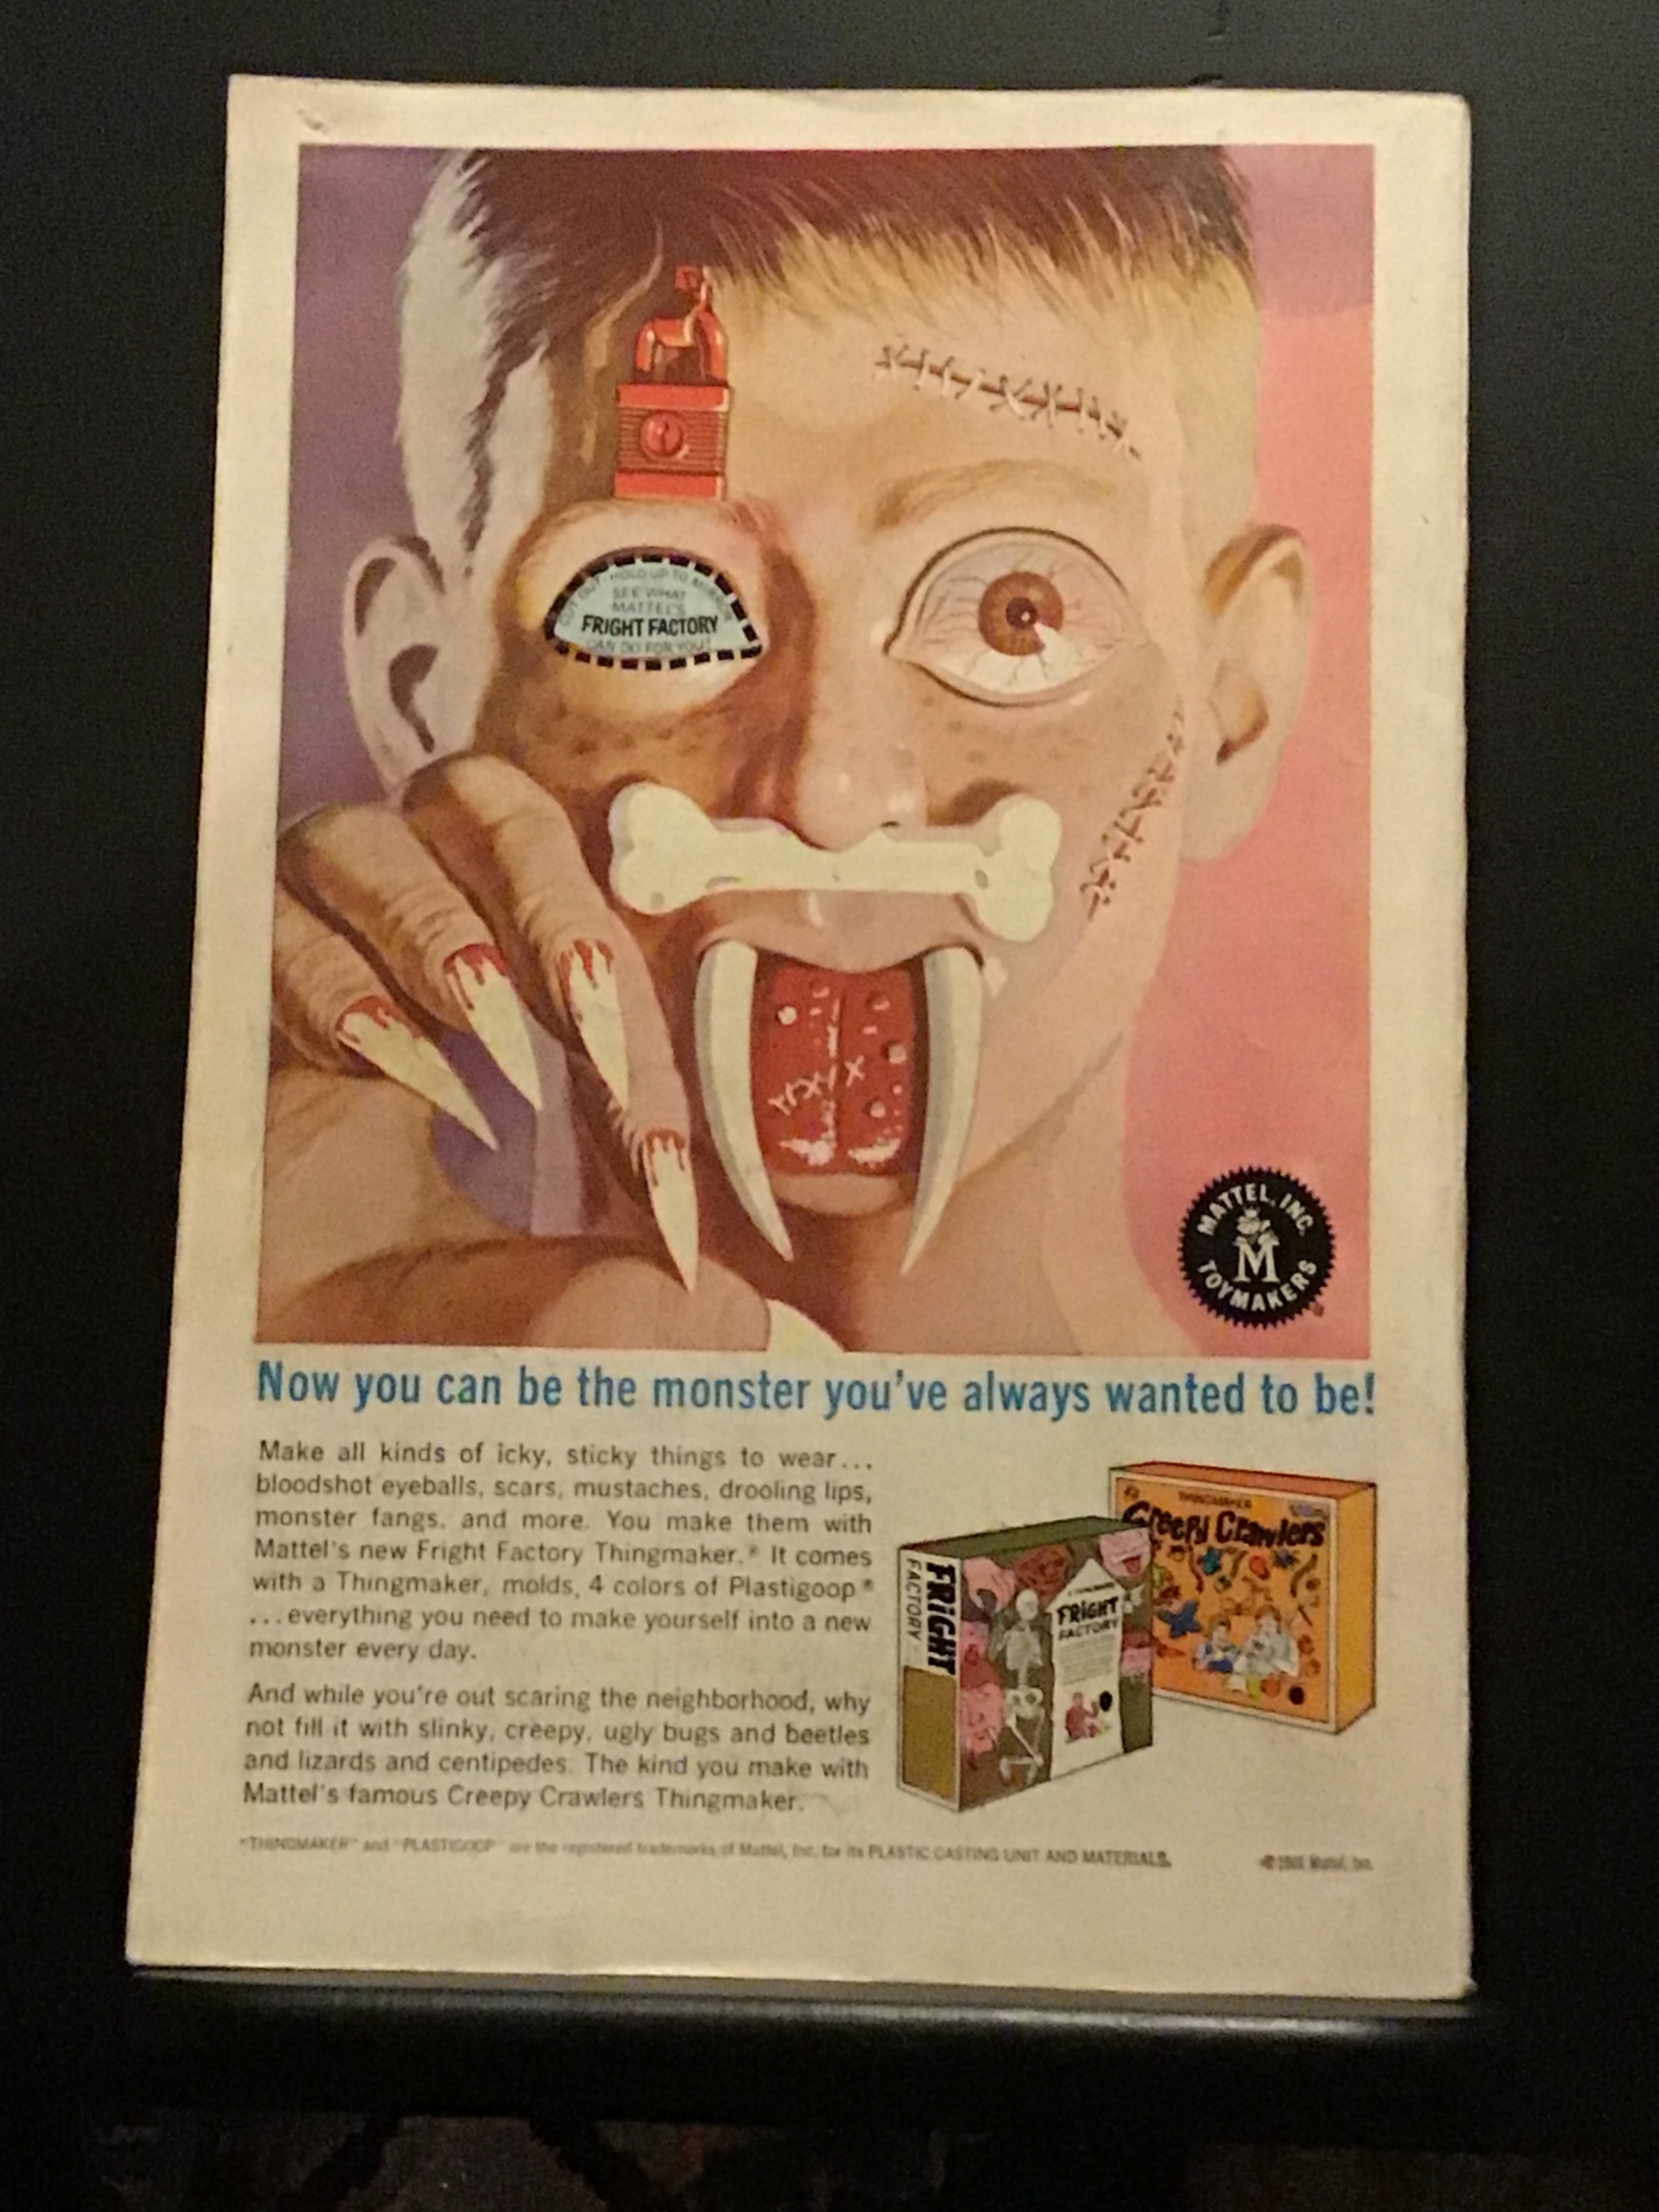 CUT OUT - HOLD UP TO MIRROR
SEE WHAT
MATTEL'S
FRIGHT FACTORY
CAN DO FOR YOU!
MATTEL, INC.
M
TOYMAKERS
Now you can be the monster you've always wanted to be!
Make all kinds of icky, sticky things to wear...
bloodshot eyeballs, scars, mustaches, drooling lips,
monster fangs, and more. You make them with
Mattel's new Fright Factory Thingmaker.® It comes
with a Thingmaker, molds, 4 colors of Plastigoop®
...everything you need to make yourself into a new
monster every day.
And while you're out scaring the neighborhood, why
not fill it with slinky, creepy, ugly bugs and beetles
and lizards and centipedes. The kind you make with
Mattel's famous Creepy Crawlers Thingmaker.
THINGMAKER
Creepy Crawlers
FRIGHT
FACTORY
FRIGHT
FACTORY
"THINGMAKER" and "PLASTIGOOP" are the registered trademarks of Mattel, Inc. for its PLASTIC CASTING UNIT AND MATERIALS.
© Mattel, Inc.